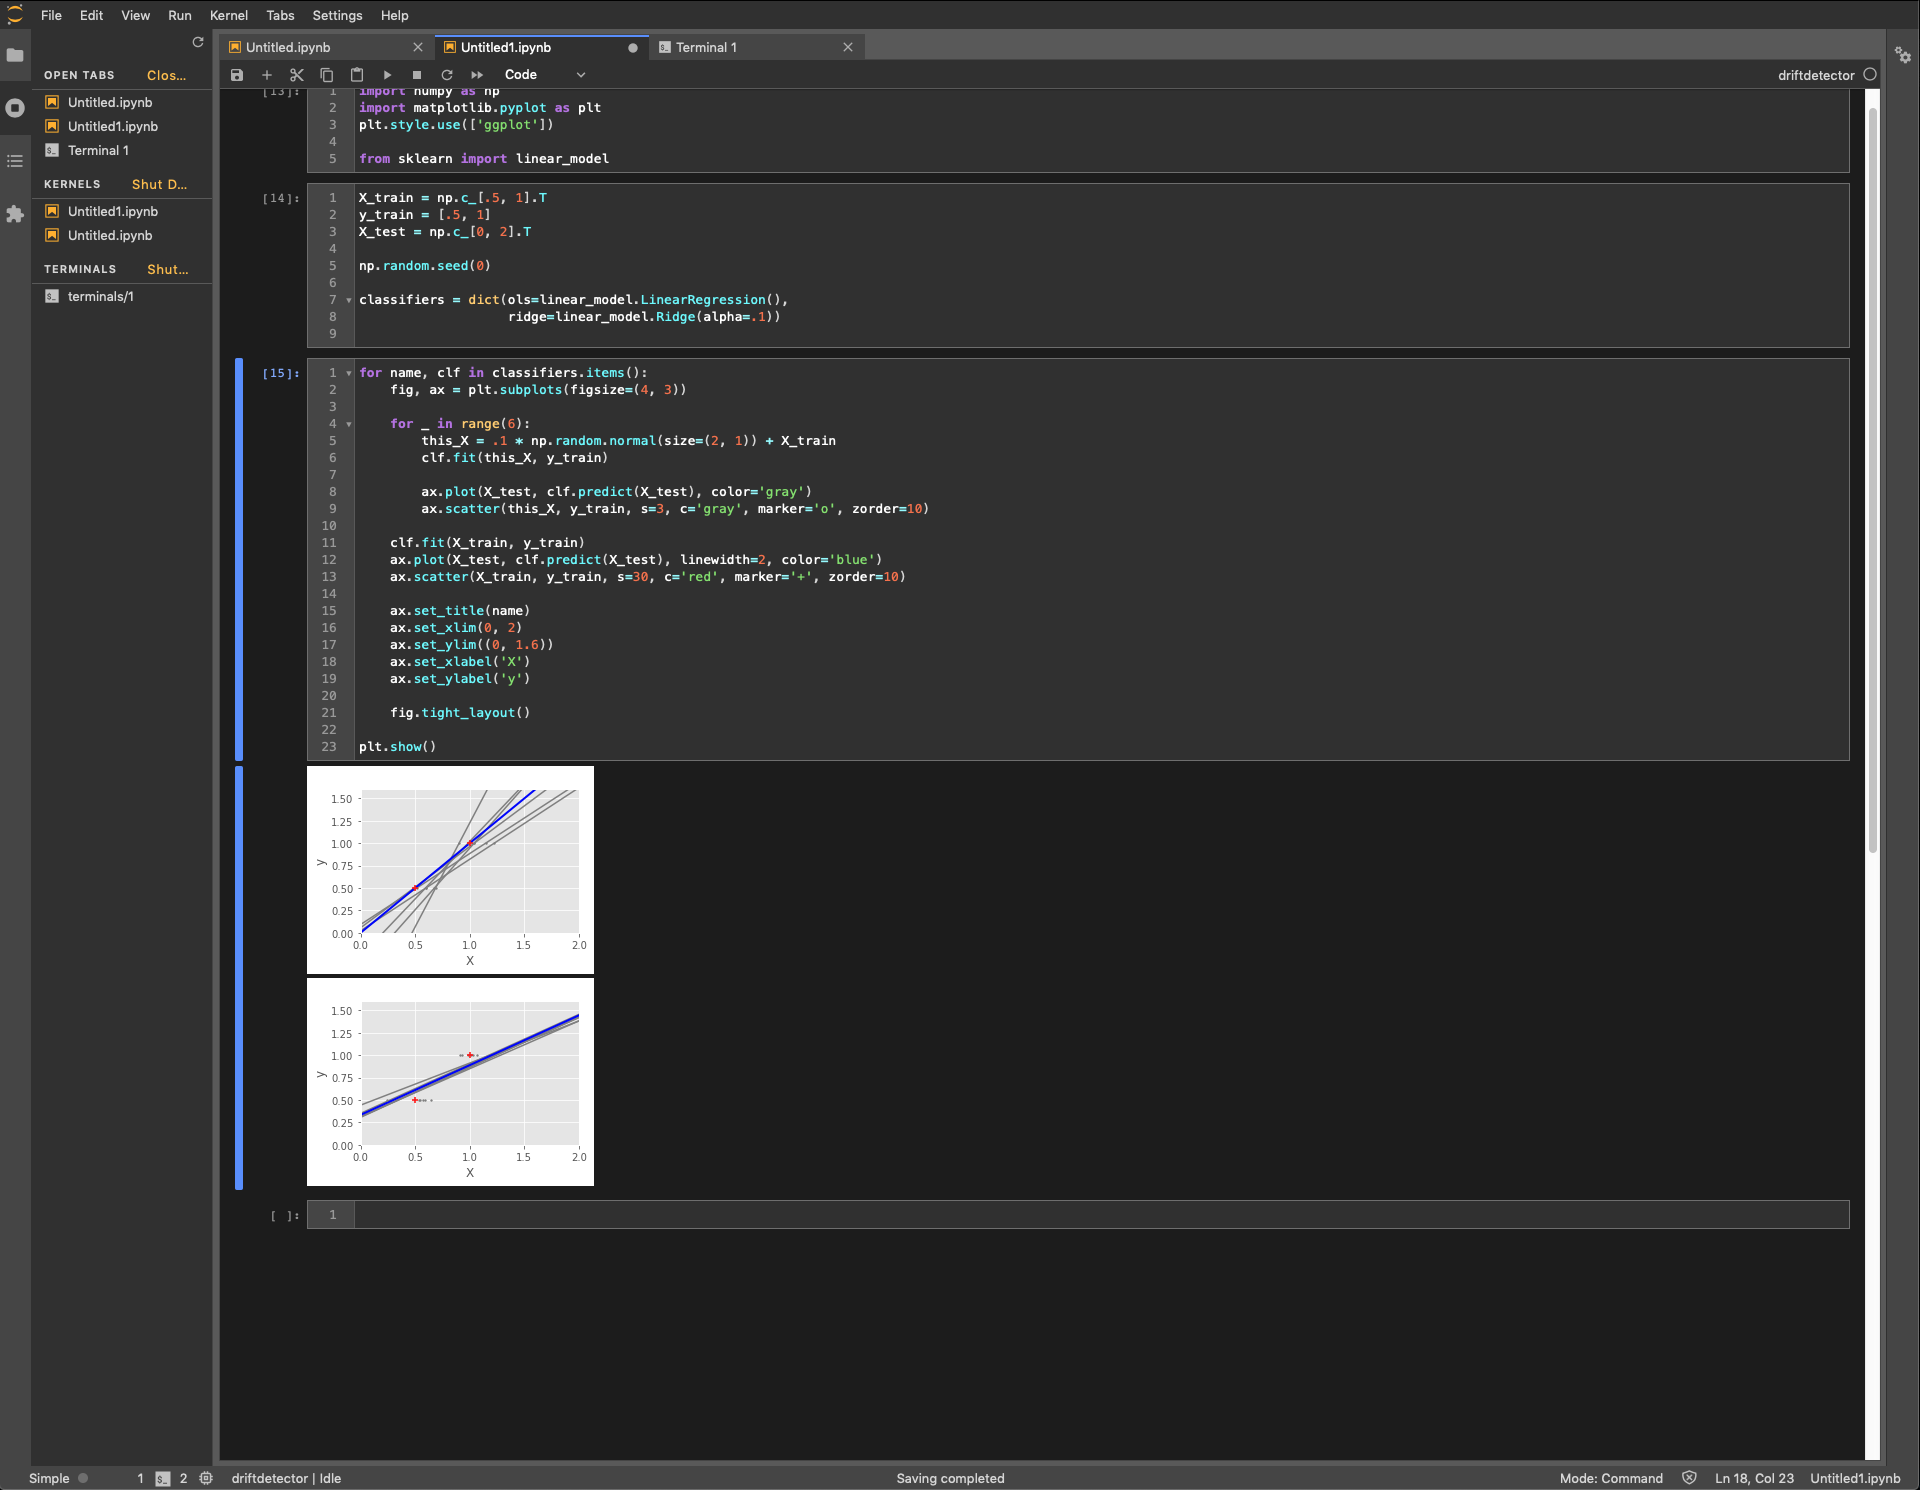 File Edit View Run Kernel Tabs Settings Help
OPEN TABS Clos...
Untitled.ipynb
Untitled1.ipynb
Terminal 1
KERNELS Shut D...
Untitled1.ipynb
Untitled.ipynb
TERMINALS Shut...
terminals/1
Untitled.ipynb Untitled1.ipynb Terminal 1
Code driftdetector
[13]:
1 import numpy as np
2 import matplotlib.pyplot as plt
3 plt.style.use(['ggplot'])
4
5 from sklearn import linear_model
[14]:
1 X_train = np.c_[.5, 1].T
2 y_train = [.5, 1]
3 X_test = np.c_[0, 2].T
4
5 np.random.seed(0)
6
7 classifiers = dict(ols=linear_model.LinearRegression(),
8 ridge=linear_model.Ridge(alpha=.1))
9
[15]:
1 for name, clf in classifiers.items():
2 fig, ax = plt.subplots(figsize=(4, 3))
3
4 for _ in range(6):
5 this_X = .1 * np.random.normal(size=(2, 1)) + X_train
6 clf.fit(this_X, y_train)
7
8 ax.plot(X_test, clf.predict(X_test), color='gray')
9 ax.scatter(this_X, y_train, s=3, c='gray', marker='o', zorder=10)
10
11 clf.fit(X_train, y_train)
12 ax.plot(X_test, clf.predict(X_test), linewidth=2, color='blue')
13 ax.scatter(X_train, y_train, s=30, c='red', marker='+', zorder=10)
14
15 ax.set_title(name)
16 ax.set_xlim(0, 2)
17 ax.set_ylim((0, 1.6))
18 ax.set_xlabel('X')
19 ax.set_ylabel('y')
20
21 fig.tight_layout()
22
23 plt.show()
1.50
1.25
1.00
0.75
0.50
0.25
0.00
y
0.0 0.5 1.0 1.5 2.0
X
1.50
1.25
1.00
0.75
0.50
0.25
0.00
y
0.0 0.5 1.0 1.5 2.0
X
[ ]:
1
Simple 1 $_ 2 driftdetector | Idle Saving completed Mode: Command Ln 18, Col 23 Untitled1.ipynb